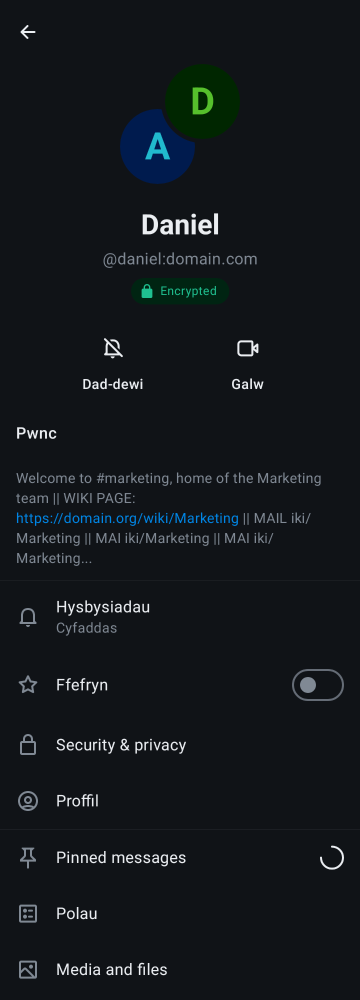 D
A
Daniel
@daniel:domain.com
Encrypted
Dad-dewi
Galw
Pwnc
Welcome to #marketing, home of the Marketing
team || WIKI PAGE:
https://domain.org/wiki/Marketing || MAIL iki/
Marketing || MAI iki/Marketing || MAI iki/
Marketing...
Hysbysiadau
Cyfaddas
Ffefryn
Security & privacy
Proffil
Pinned messages
Polau
Media and files